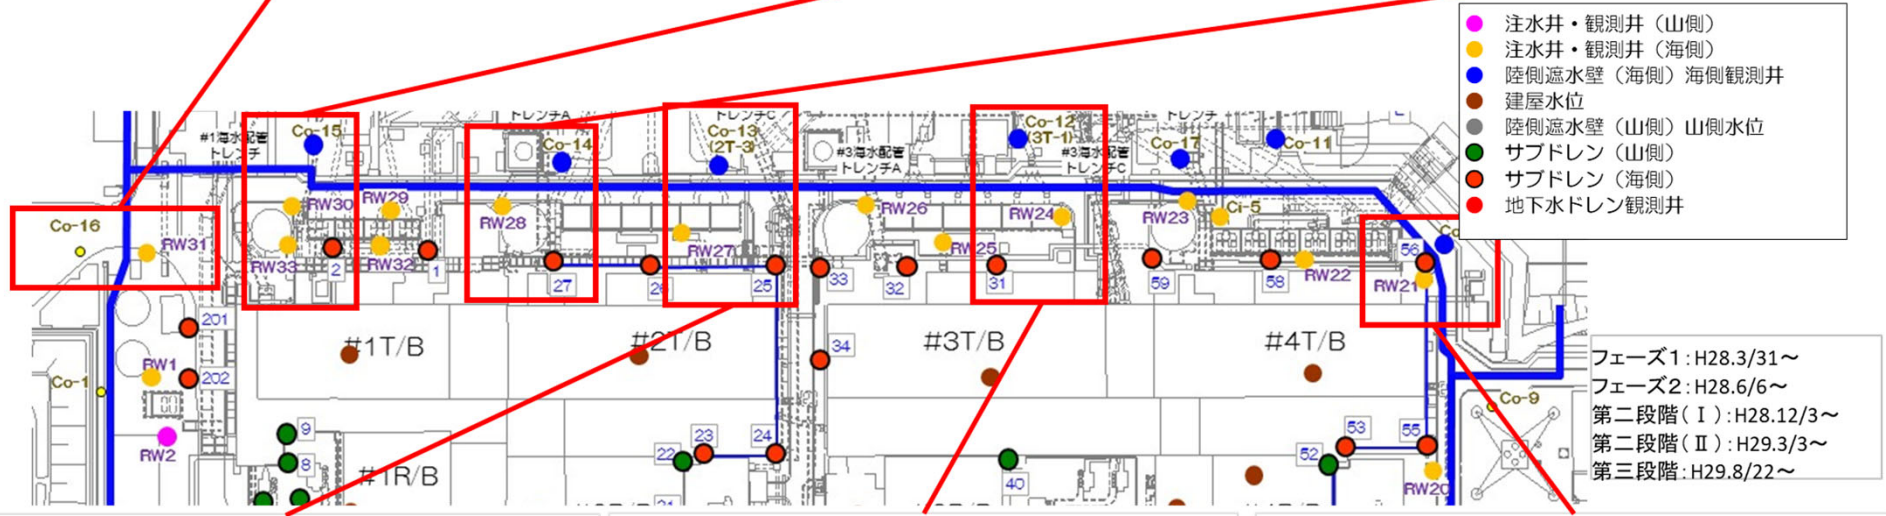 注水井・観測井（山側）
注水井・観測井（海側）
陸側遮水壁（海側）海側観測井
建屋水位
陸側遮水壁（山側）山側水位
サブドレン（山側）
サブドレン（海側）
地下水ドレン観測井
#1海水配管
トレンチ
Co-15
トレンチA
Co-14
トレンチC
Co-13
(2T-3)
#3海水配管
トレンチA
Co-12
(3T-1)
#3海水配管
トレンチC
トレンチ
Co-17
Co-11
Co-16
RW31
RW30
RW29
RW28
RW27
RW26
RW24
RW23
Ci-5
RW33
2
RW32
1
27
25
33
32
RW25
31
59
58
RW22
56
RW21
201
RW1
202
Co-1
RW2
#1T/B
#2T/B
34
#3T/B
#4T/B
Co-9
9
8
#1R/B
22
23
24
40
52
53
55
RW20
フェーズ1：H28.3/31～
フェーズ2：H28.6/6～
第二段階（Ⅰ）：H28.12/3～
第二段階（Ⅱ）：H29.3/3～
第三段階：H29.8/22～